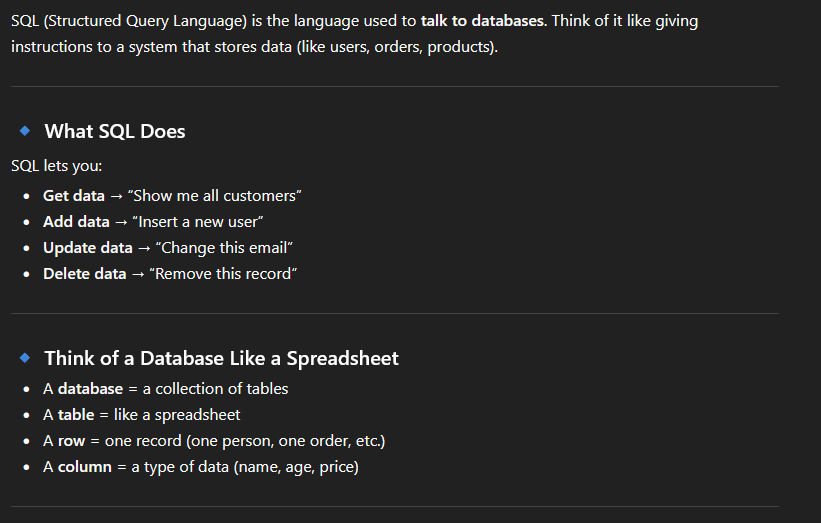 SQL (Structured Query Language) is the language used to talk to databases. Think of it like giving
instructions to a system that stores data (like users, orders, products).
What SQL Does
SQL lets you:
• Get data → “Show me all customers”
• Add data → “Insert a new user”
• Update data → “Change this email”
• Delete data → “Remove this record”
Think of a Database Like a Spreadsheet
• A database = a collection of tables
• A table = like a spreadsheet
• A row = one record (one person, one order, etc.)
• A column = a type of data (name, age, price)